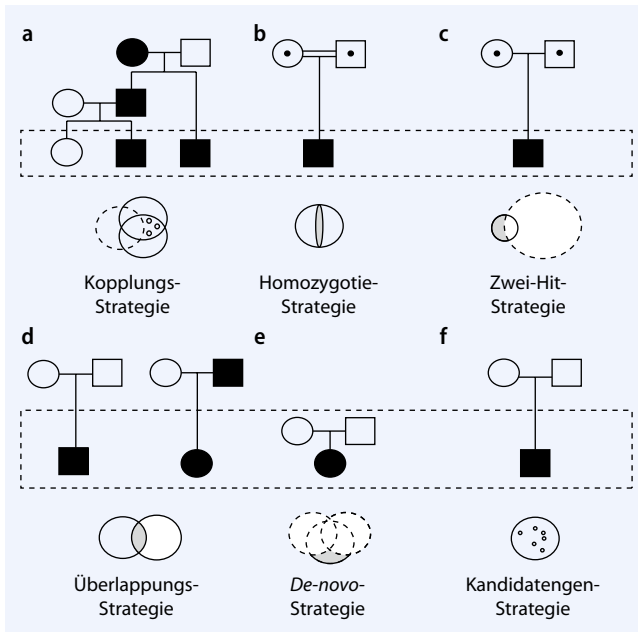 a
b
c
Kopplungs-
Strategie
Homozygotie-
Strategie
Zwei-Hit-
Strategie
d
e
f
Überlappungs-
Strategie
De-novo-
Strategie
Kandidatengen-
Strategie